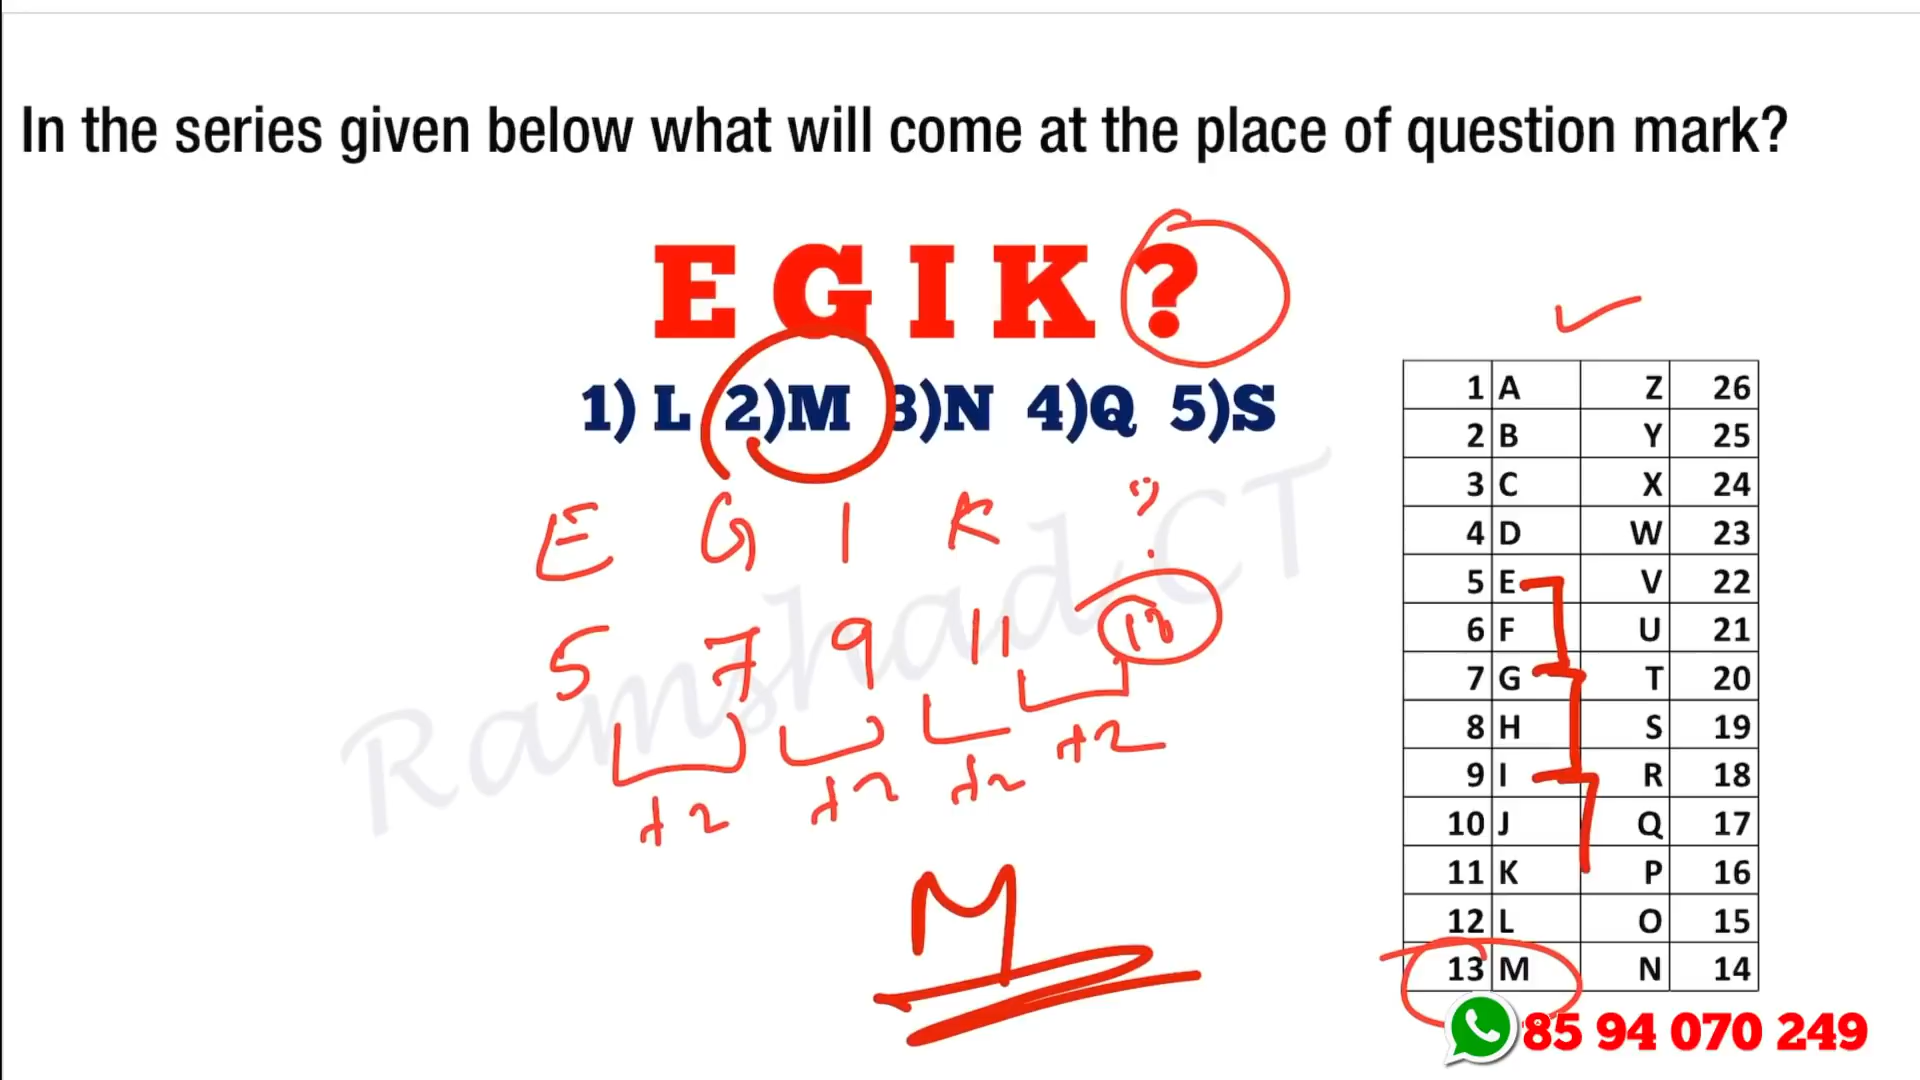 In the series given below what will come at the place of question mark?
E G I K ?
1) L 2)M 3)N 4)Q 5)S
E G I K ?
5 7 9 11 13
+2 +2 +2 +2
M
Ramshad CT
1 A Z 26
2 B Y 25
3 C X 24
4 D W 23
5 E V 22
6 F U 21
7 G T 20
8 H S 19
9 I R 18
10 J Q 17
11 K P 16
12 L O 15
13 M N 14
85 94 070 249